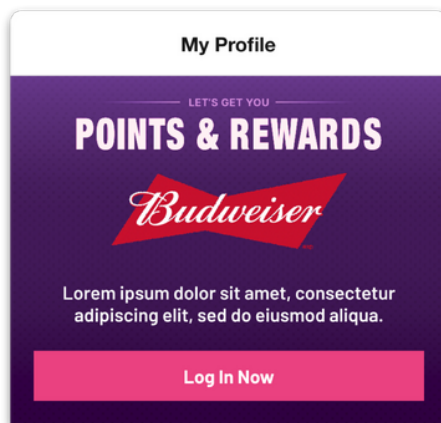 My Profile
LET'S GET YOU
POINTS & REWARDS
Budweiser
Lorem ipsum dolor sit amet, consectetur
adipiscing elit, sed do eiusmod aliqua.
Log In Now